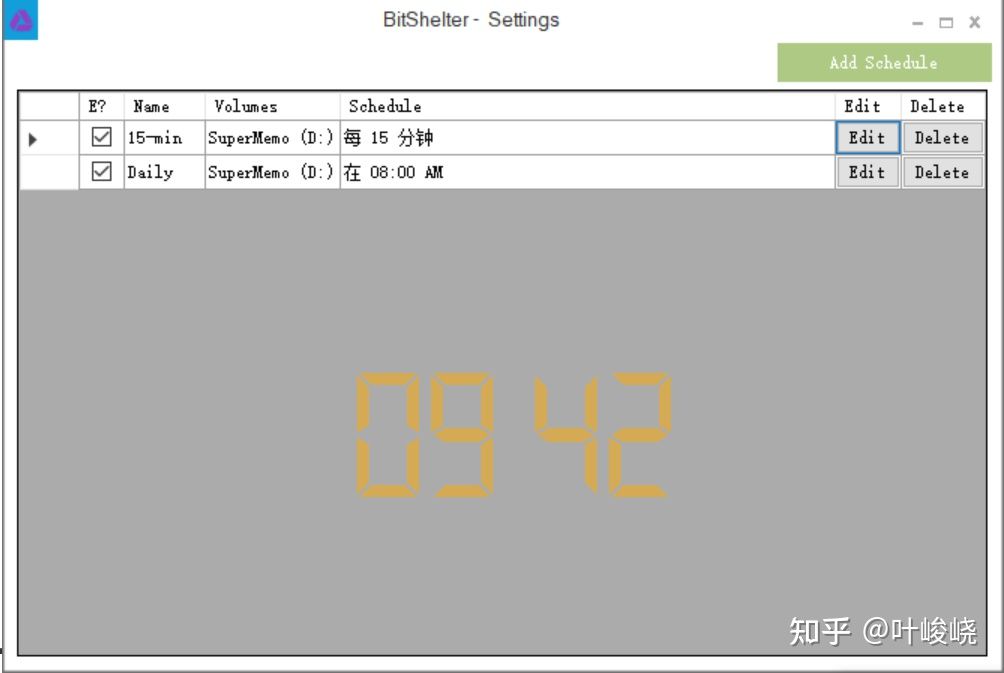 BitShelter - Settings
Add Schedule
E? Name Volumes Schedule Edit Delete
15-min SuperMemo (D:) 每 15 分钟 Edit Delete
Daily SuperMemo (D:) 在 08:00 AM Edit Delete
09 42
知乎 @叶峻峣